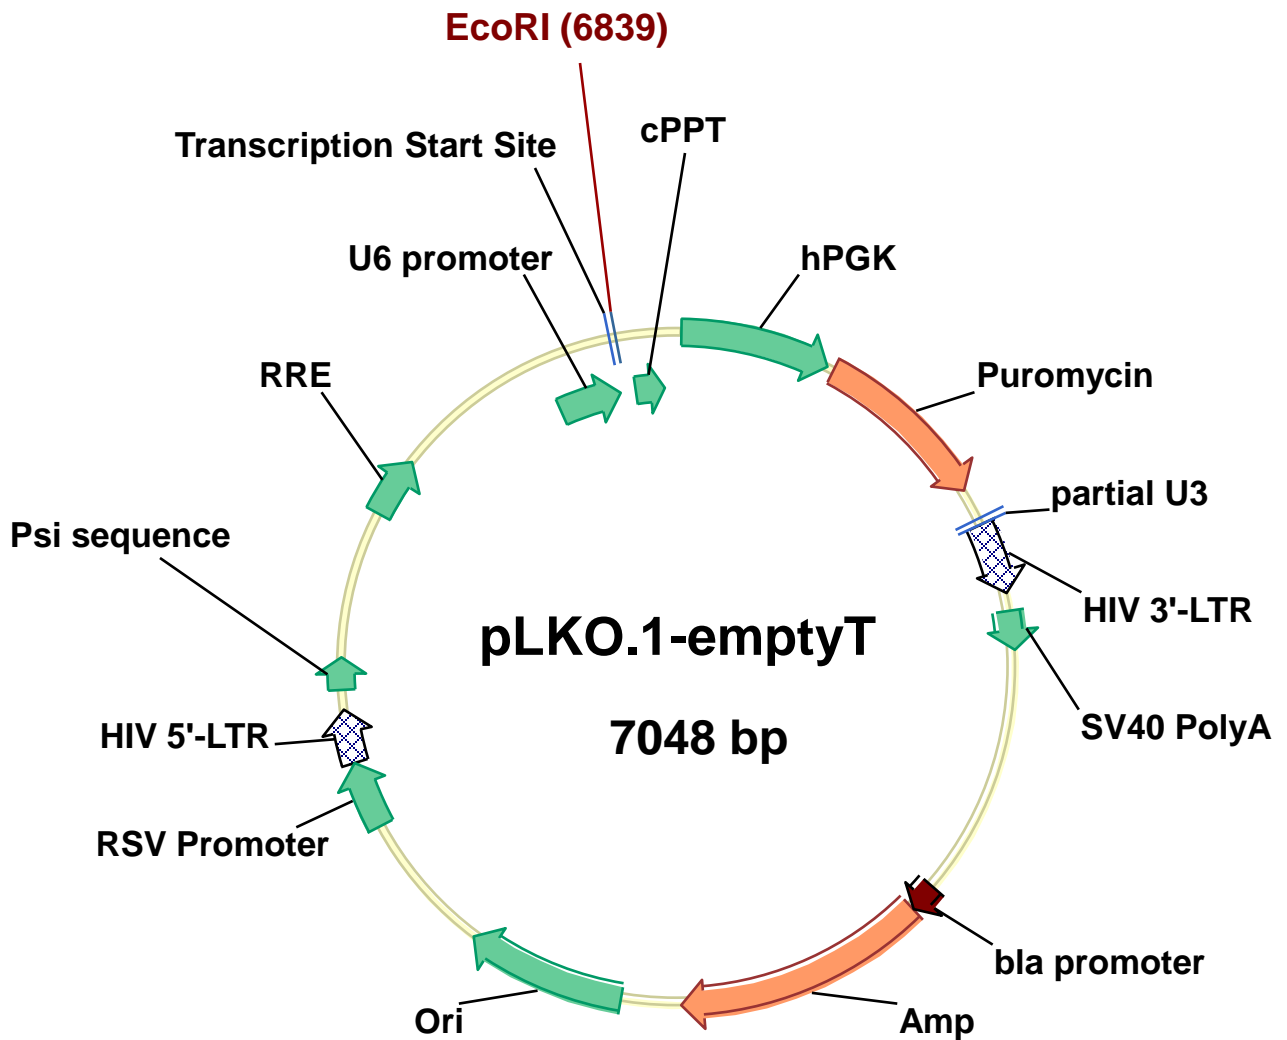 EcoRI (6839)
cPPT
Transcription Start Site
U6 promoter
hPGK
RRE
Puromycin
partial U3
Psi sequence
HIV 3'-LTR
pLKO.1-emptyT
HIV 5'-LTR
7048 bp
SV40 PolyA
RSV Promoter
bla promoter
Ori
Amp